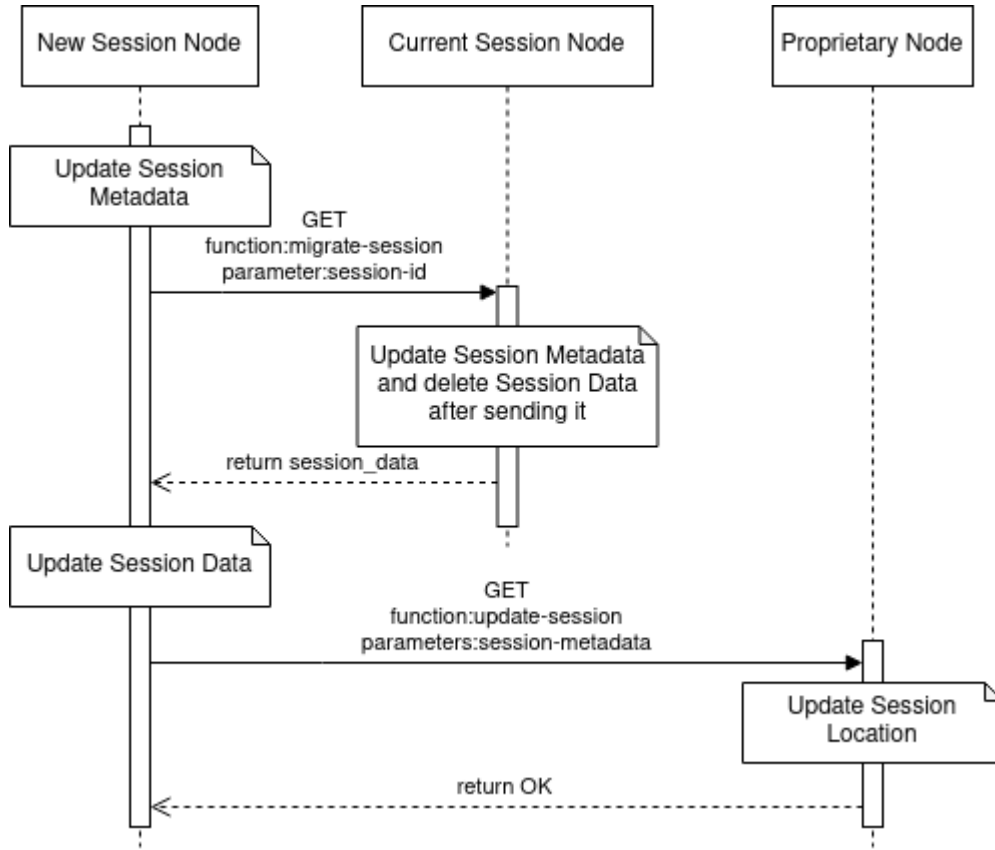 New Session Node
Current Session Node
Proprietary Node
Update Session
Metadata
GET
function:migrate-session
parameter:session-id
Update Session Metadata
and delete Session Data
after sending it
return session_data
Update Session Data
GET
function:update-session
parameters:session-metadata
Update Session
Location
return OK